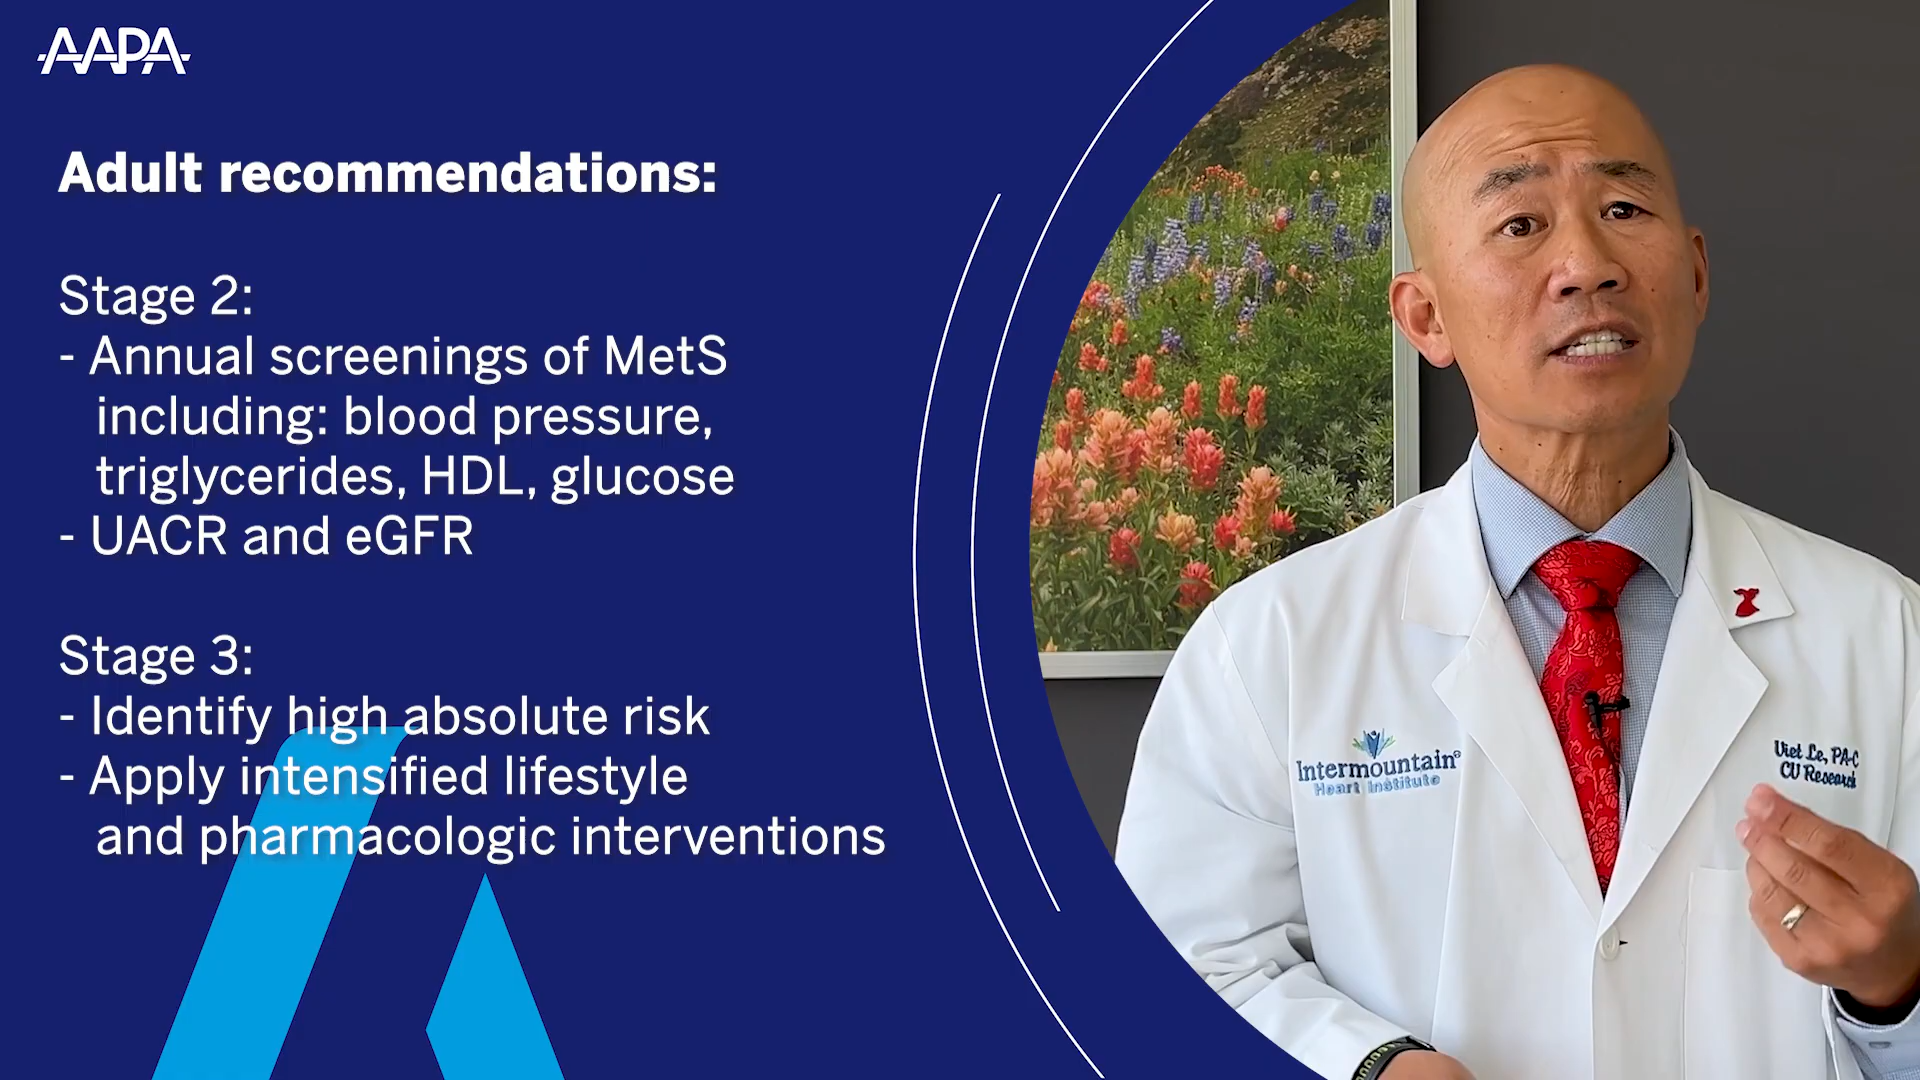 AAPA
Adult recommendations:
Stage 2:
- Annual screenings of MetS
including: blood pressure,
triglycerides, HDL, glucose
- UACR and eGFR
Stage 3:
- Identify high absolute risk
- Apply intensified lifestyle
and pharmacologic interventions
Intermountain®
Heart Institute
Viet Le, PA-C
CV Research